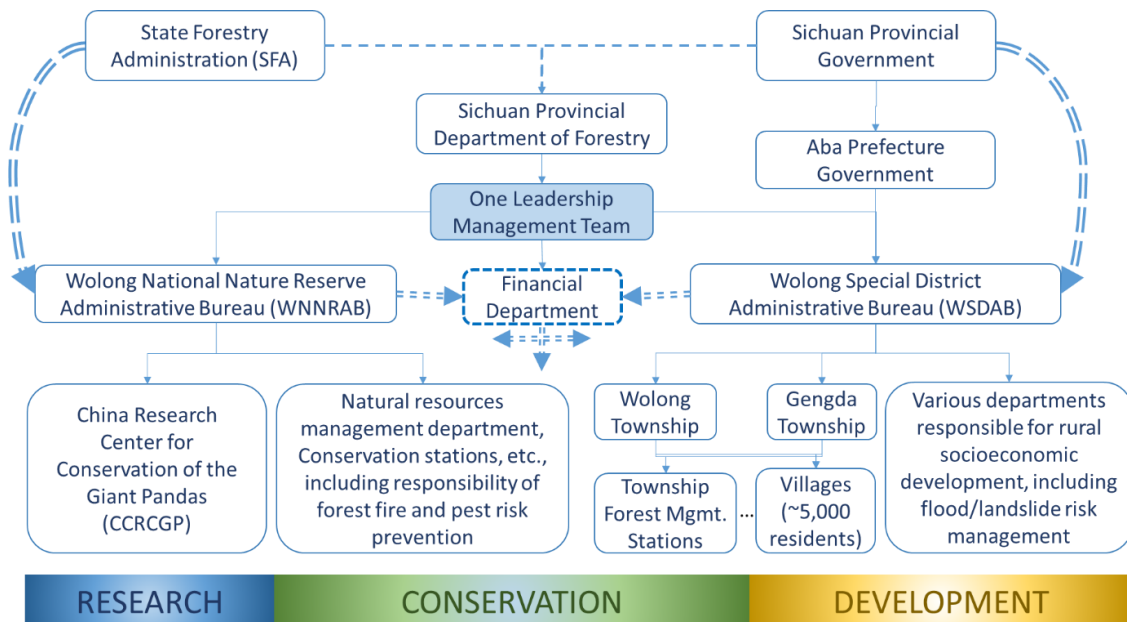 State Forestry
Administration (SFA)
Sichuan Provincial
Government
Sichuan Provincial
Department of Forestry
Aba Prefecture
Government
One Leadership
Management Team
Wolong National Nature Reserve
Administrative Bureau (WNNRAB)
Financial
Department
Wolong Special District
Administrative Bureau (WSDAB)
China Research
Center for
Conservation of the
Giant Pandas
(CCRCGP)
Natural resources
management department,
Conservation stations, etc.,
including responsibility of
forest fire and pest risk
prevention
Wolong
Township
Gengda
Township
Township
Forest Mgmt.
Stations
...
Villages
(~5,000
residents)
Various departments
responsible for rural
socioeconomic
development, including
flood/landslide risk
management
RESEARCH
CONSERVATION
DEVELOPMENT